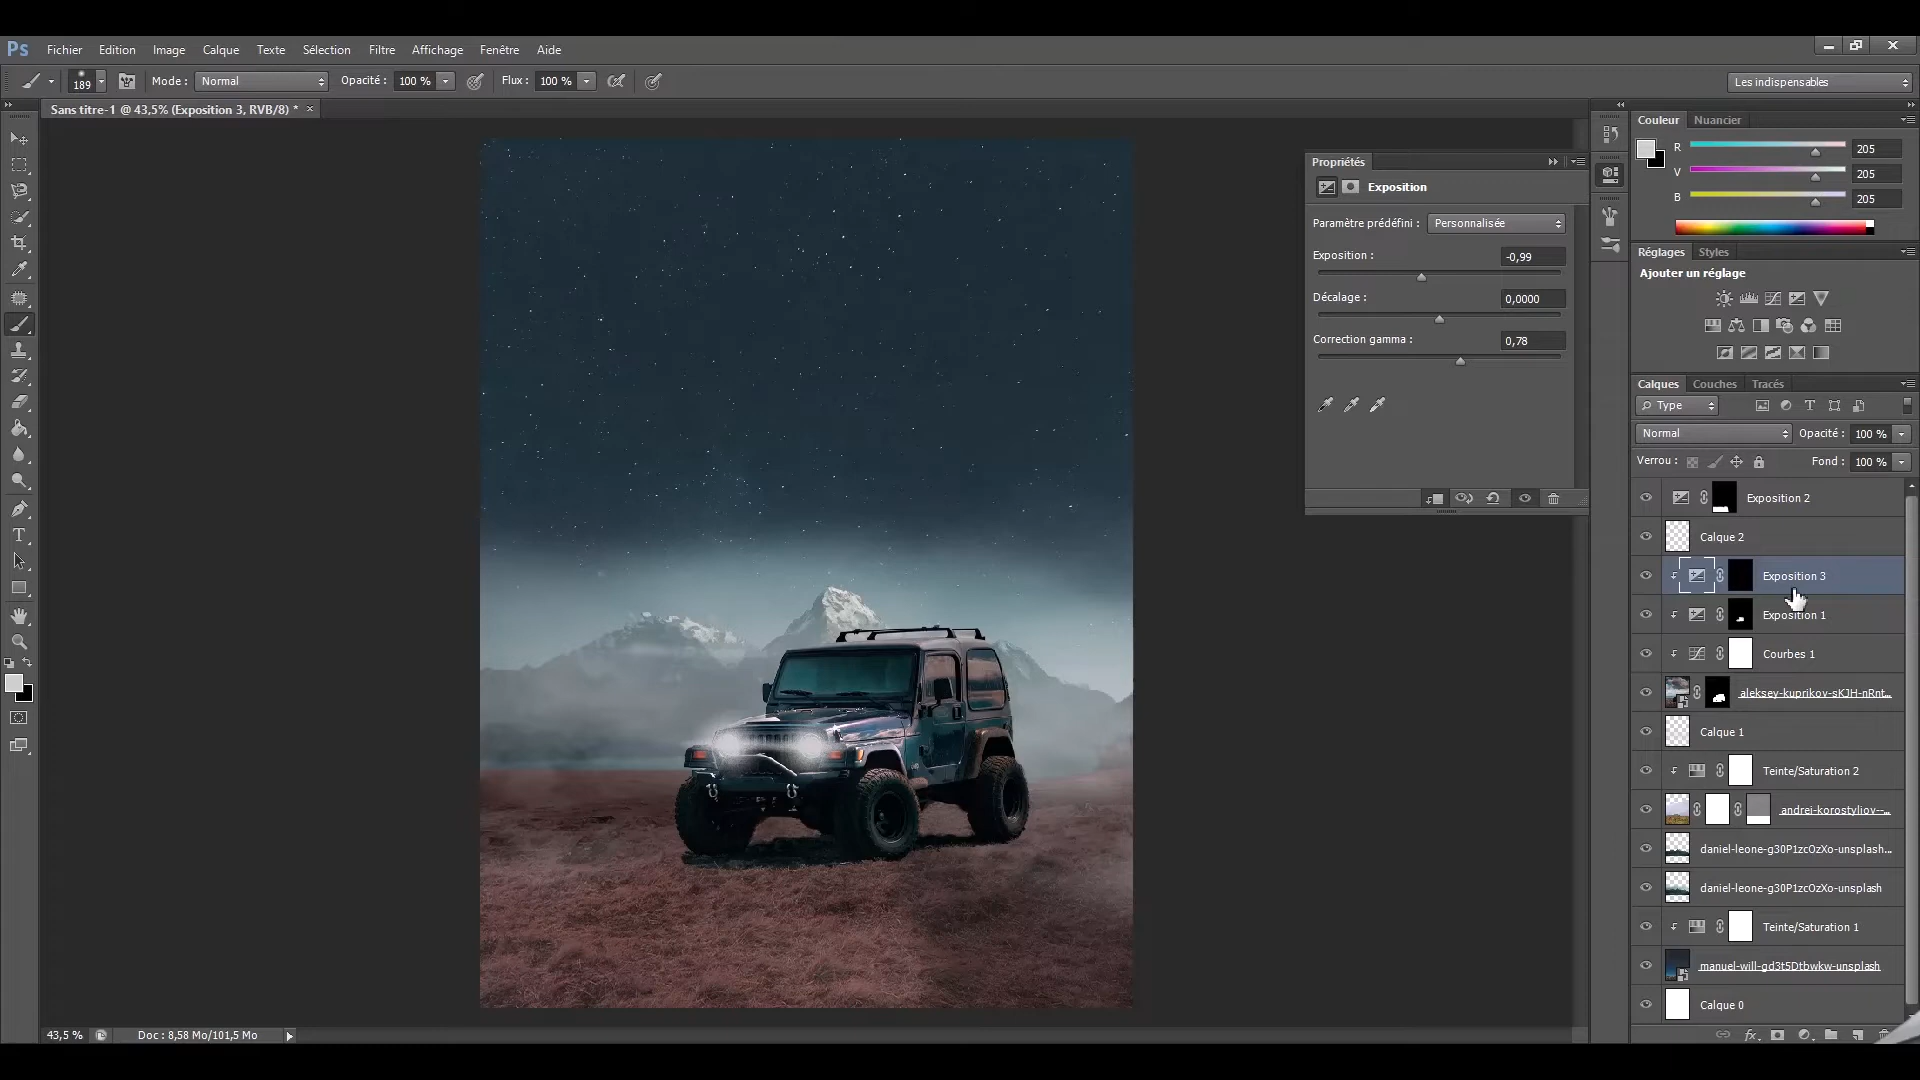 Ps Fichier Edition Image Calque Texte Sélection Filtre Affichage Fenêtre Aide
189 Mode : Normal Opacité : 100 % Flux : 100 % Les indispensables
Sans titre-1 @ 43,5% (Exposition 3, RVB/8) * ×
Couleur Nuancier
R 205
V 205
B 205
Propriétés
Exposition
Paramètre prédéfini : Personnalisée
Exposition : -0,99
Décalage : 0,0000
Correction gamma : 0,78
Réglages Styles
Ajouter un réglage
Calques Couches Tracés
Type
Normal Opacité : 100 %
Verrou : Fond : 100 %
Exposition 2
Calque 2
Exposition 3
Exposition 1
Courbes 1
aleksey-kuprikov-sKJH-nRnt...
Calque 1
Teinte/Saturation 2
andrei-korostyliov--...
daniel-leone-g30P1zcOzXo-unsplash...
daniel-leone-g30P1zcOzXo-unsplash
Teinte/Saturation 1
manuel-will-gd3t5Dtbwkw-unsplash
Calque 0
43,5 % Doc : 8,58 Mo/101,5 Mo